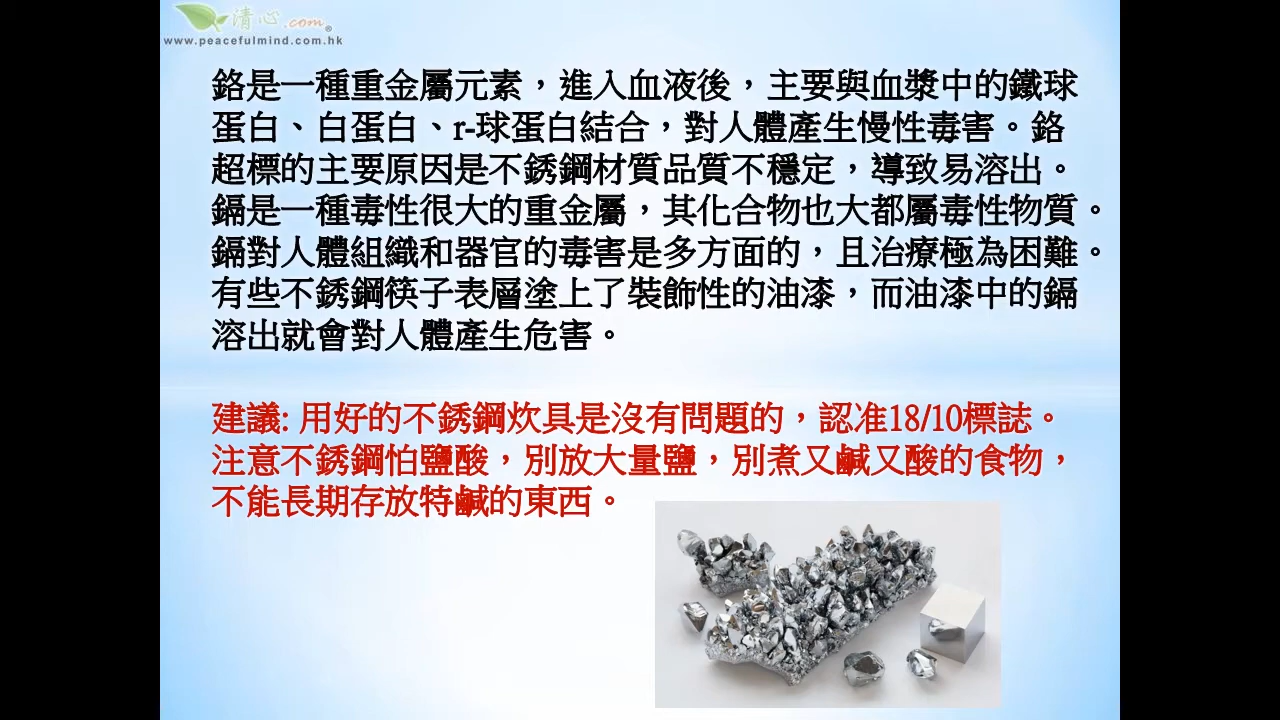 清心.com®
www.peacefulmind.com.hk
鉻是一種重金屬元素，進入血液後，主要與血漿中的鐵球
蛋白、白蛋白、r-球蛋白結合，對人體產生慢性毒害。鉻
超標的主要原因是不銹鋼材質品質不穩定，導致易溶出。
鎘是一種毒性很大的重金屬，其化合物也大都屬毒性物質。
鎘對人體組織和器官的毒害是多方面的，且治療極為困難。
有些不銹鋼筷子表層塗上了裝飾性的油漆，而油漆中的鎘
溶出就會對人體產生危害。
建議: 用好的不銹鋼炊具是沒有問題的，認准18/10標誌。
注意不銹鋼怕鹽酸，別放大量鹽，別煮又鹹又酸的食物，
不能長期存放特鹹的東西。